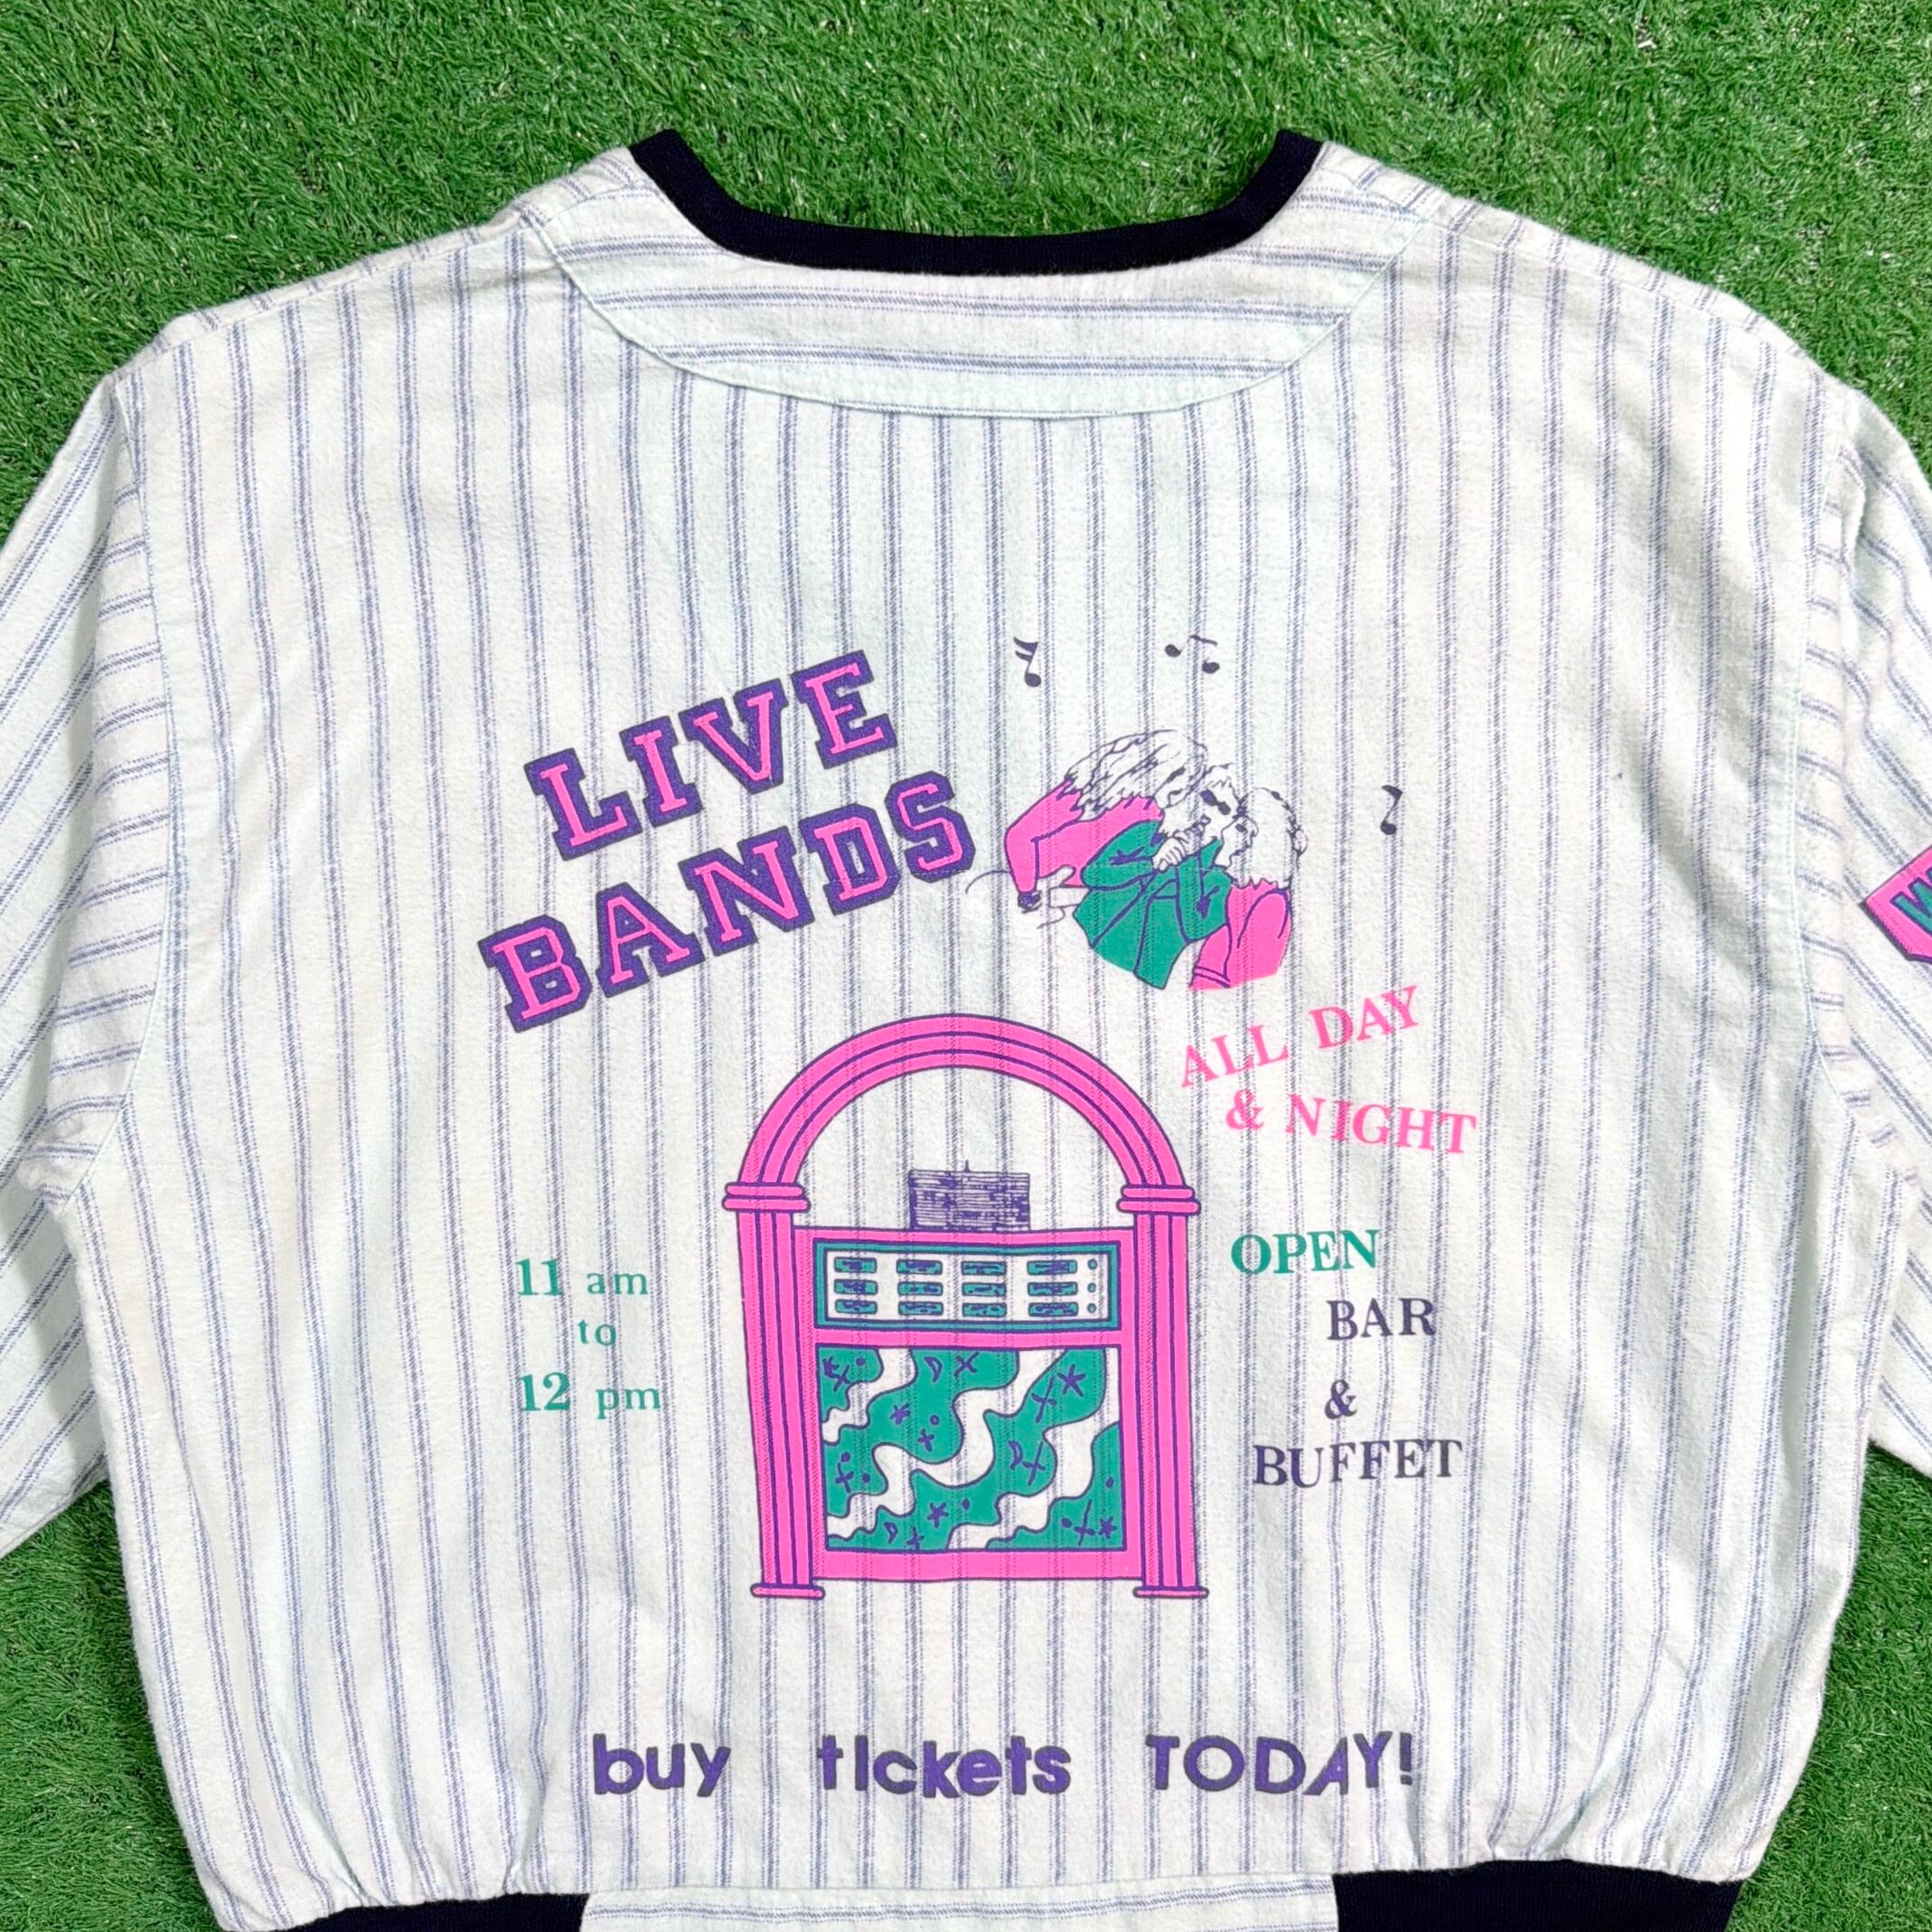 LIVE
BANDS
ALL DAY
& NIGHT
11 am
to
12 pm
OPEN
BAR
&
BUFFET
buy tickets TODAY!